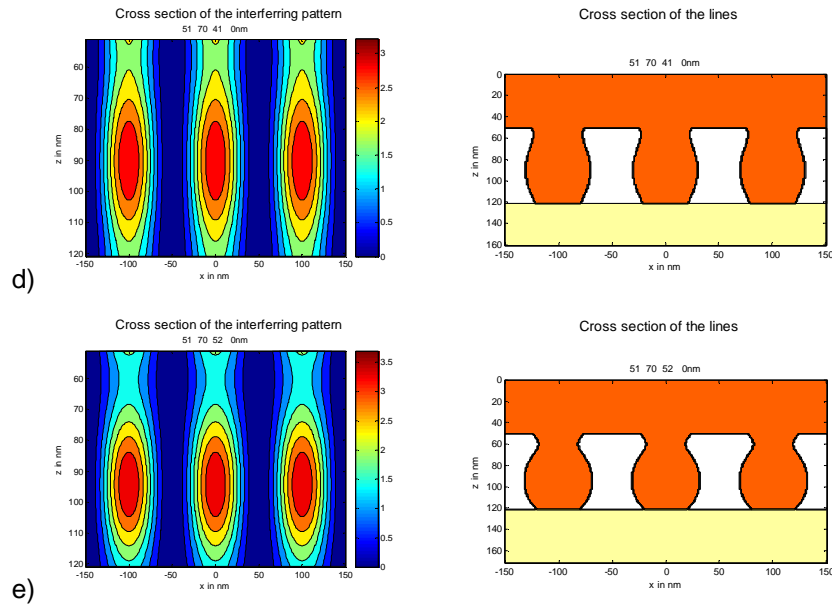 Cross section of the interferring pattern
51 70 41 0nm
50
60
70
80
90
100
110
120
-150 -100 -50 0 50 100 150
x in nm
z in nm
3
2.5
2
1.5
1
0.5
0
Cross section of the lines
51 70 41 0nm
0
20
40
60
80
100
120
140
160
-150 -100 -50 0 50 100 150
x in nm
z in nm
d)
Cross section of the interferring pattern
51 70 52 0nm
60
70
80
90
100
110
120
-150 -100 -50 0 50 100 150
x in nm
z in nm
3.5
3
2.5
2
1.5
1
0.5
0
Cross section of the lines
51 70 52 0nm
0
20
40
60
80
100
120
140
160
-150 -100 -50 0 50 100 150
x in nm
z in nm
e)